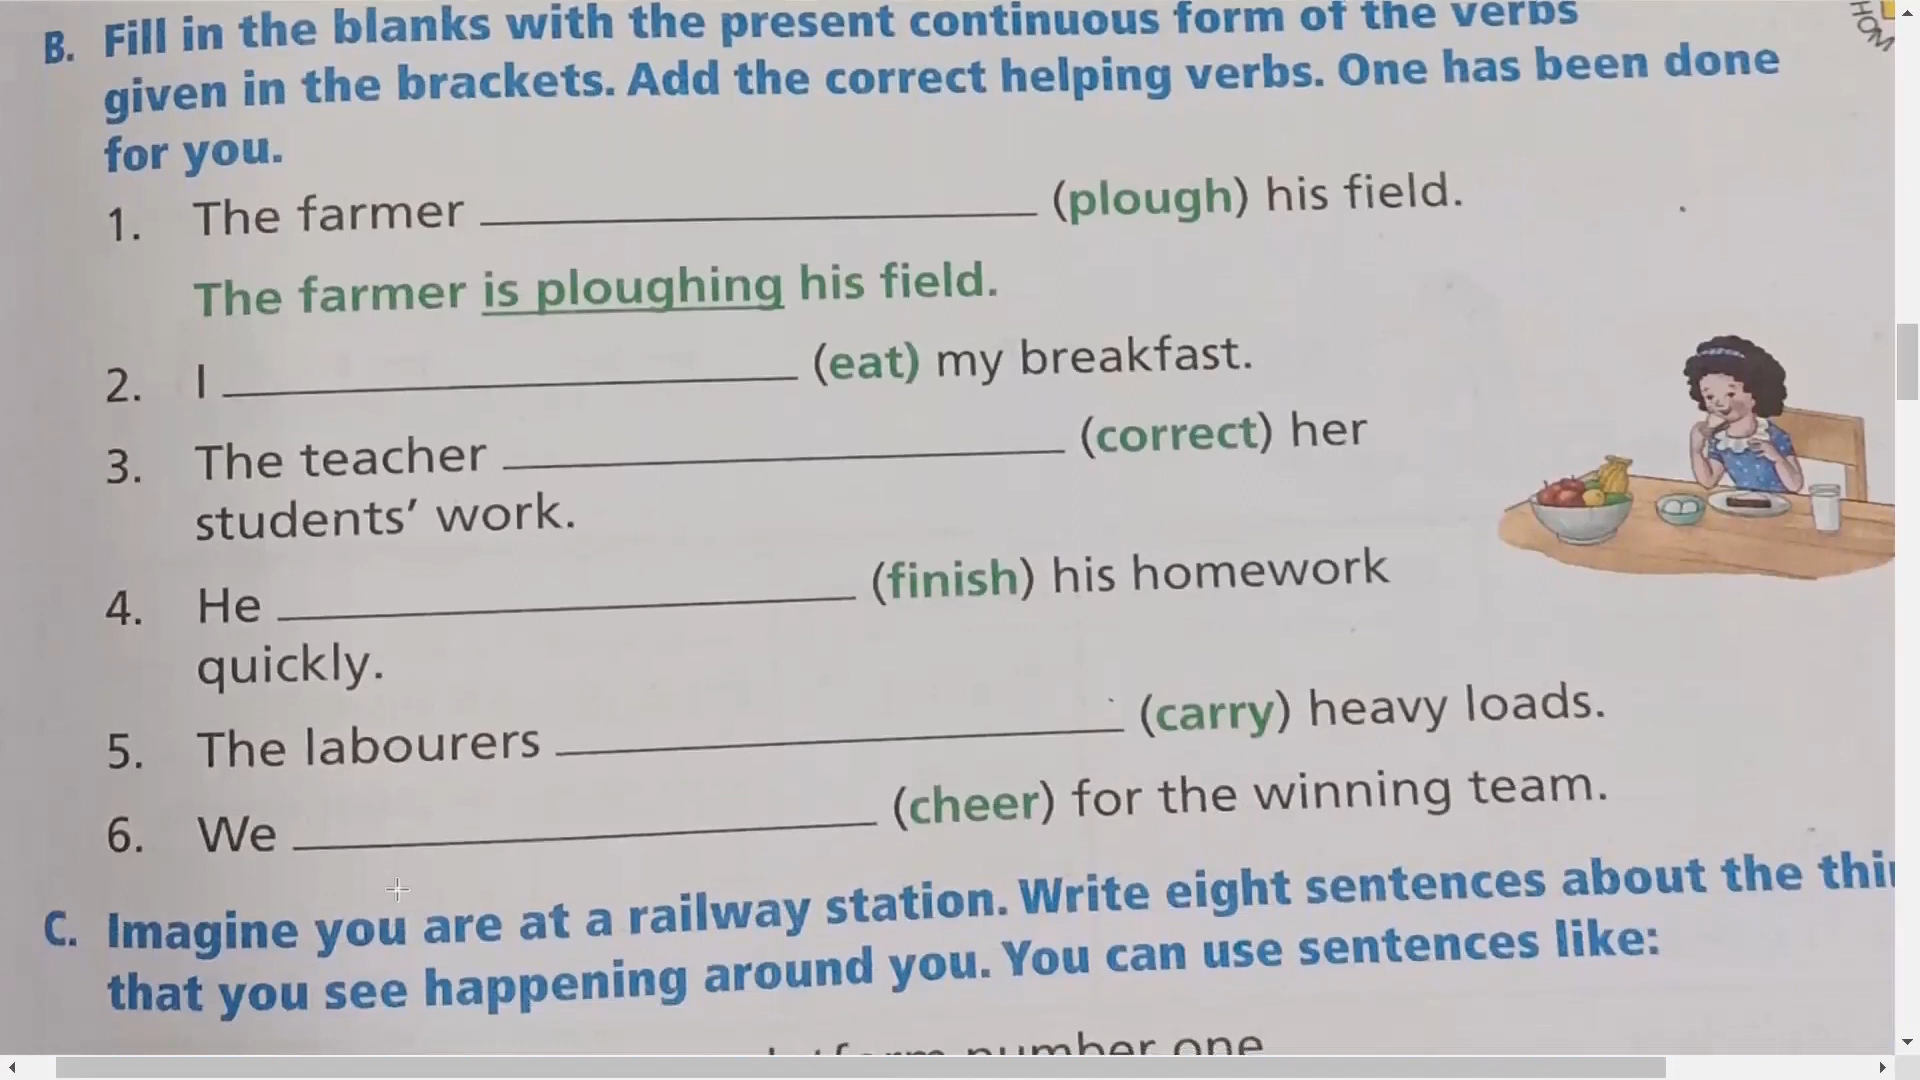 B. Fill in the blanks with the present continuous form of the verbs
given in the brackets. Add the correct helping verbs. One has been done
for you.
1. The farmer ____________ (plough) his field.
The farmer is ploughing his field.
2. I ____________ (eat) my breakfast.
3. The teacher ____________ (correct) her
students’ work.
4. He ____________ (finish) his homework
quickly.
5. The labourers ____________ (carry) heavy loads.
6. We ____________ (cheer) for the winning team.
C. Imagine you are at a railway station. Write eight sentences about the
that you see happening around you. You can use sentences like:
number one